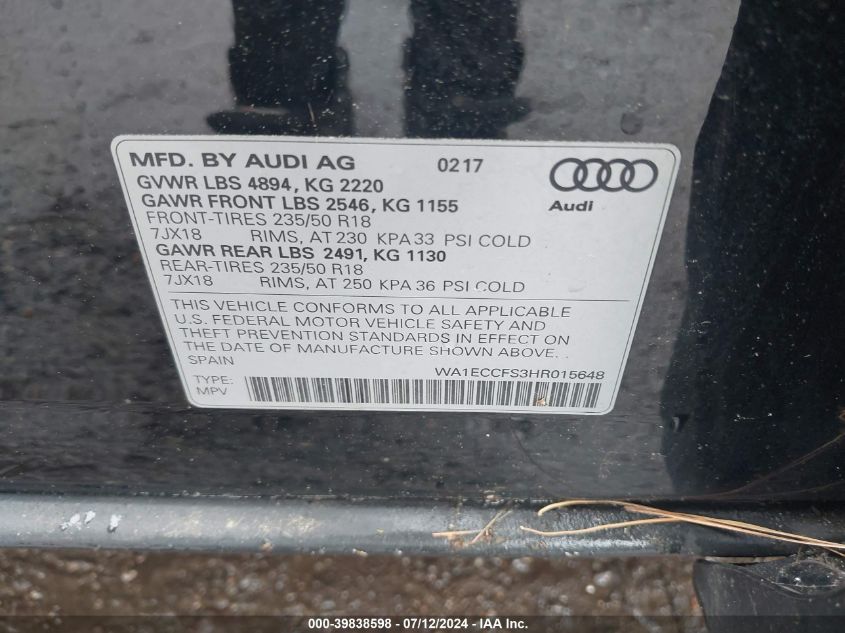 MFD. BY AUDI AG 0217
GVWR LBS 4894, KG 2220
GAWR FRONT LBS 2546, KG 1155
FRONT-TIRES 235/50 R18
7JX18 RIMS, AT 230 KPA 33 PSI COLD
GAWR REAR LBS 2491, KG 1130
REAR-TIRES 235/50 R18
7JX18 RIMS, AT 250 KPA 36 PSI COLD
Audi
THIS VEHICLE CONFORMS TO ALL APPLICABLE
U.S. FEDERAL MOTOR VEHICLE SAFETY AND
THEFT PREVENTION STANDARDS IN EFFECT ON
THE DATE OF MANUFACTURE SHOWN ABOVE.
SPAIN
WA1ECCFS3HR015648
TYPE:
MPV
000-39838598 - 07/12/2024 - IAAI.com